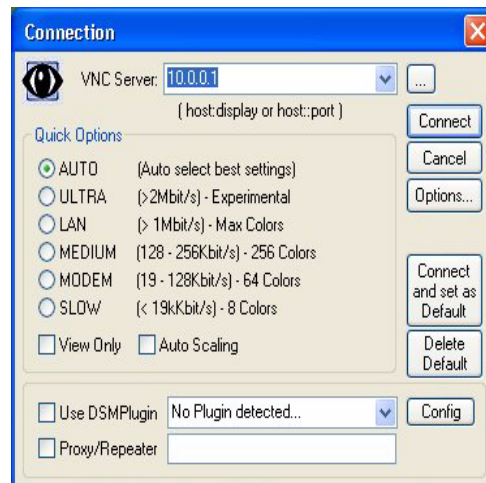 Connection
VNC Server: 10.0.0.1 ...
( host:display or host::port )
Connect
Quick Options
Cancel
AUTO (Auto select best settings)
ULTRA (>2Mbit/s) - Experimental
Options...
LAN (> 1Mbit/s) - Max Colors
MEDIUM (128 - 256Kbit/s) - 256 Colors
MODEM (19 - 128Kbit/s) - 64 Colors
SLOW (< 19kKbit/s) - 8 Colors
Connect
and set as
Default
View Only Auto Scaling
Delete
Default
Use DSMPlugin No Plugin detected... Config
Proxy/Repeater